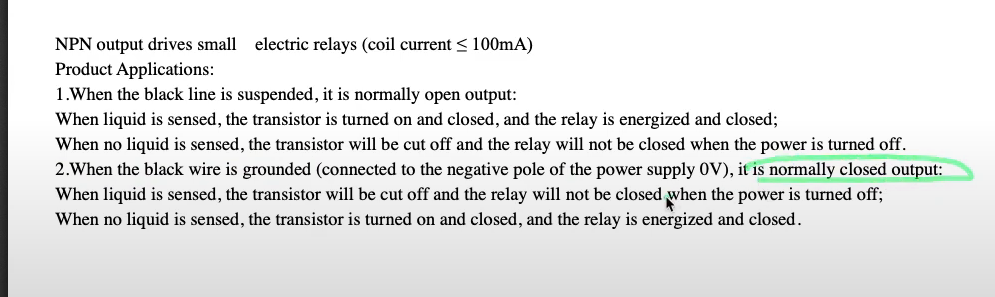 NPN output drives small electric relays (coil current ≤ 100mA)
Product Applications:
1.When the black line is suspended, it is normally open output:
When liquid is sensed, the transistor is turned on and closed, and the relay is energized and closed;
When no liquid is sensed, the transistor will be cut off and the relay will not be closed when the power is turned off.
2.When the black wire is grounded (connected to the negative pole of the power supply 0V), it is normally closed output:
When liquid is sensed, the transistor will be cut off and the relay will not be closed when the power is turned off;
When no liquid is sensed, the transistor is turned on and closed, and the relay is energized and closed.